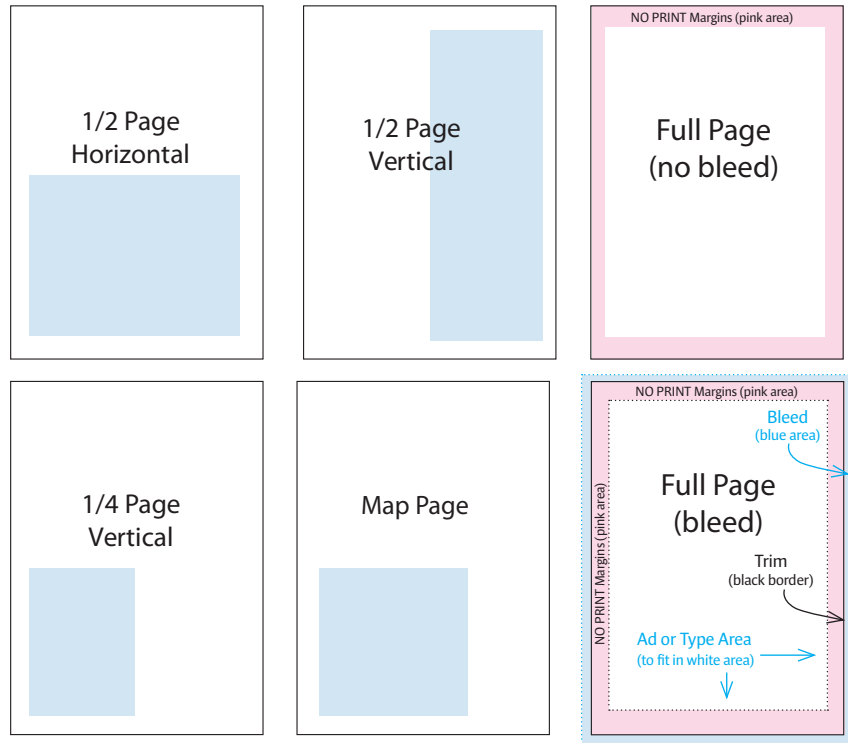 1/2 Page
Horizontal
1/2 Page
Vertical
NO PRINT Margins (pink area)
Full Page
(no bleed)
1/4 Page
Vertical
Map Page
NO PRINT Margins (pink area)
NO PRINT Margins (pink area)
Bleed
(blue area)
Full Page
(bleed)
Trim
(black border)
Ad or Type Area
(to fit in white area)